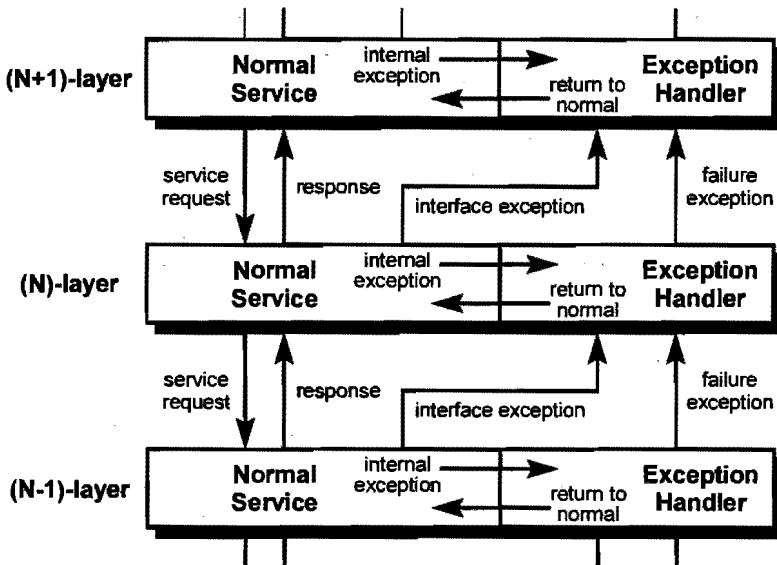 (N+1)-layer
Normal
Service
internal
exception
return to
normal
Exception
Handler
service
request
response
interface exception
failure
exception
(N)-layer
Normal
Service
internal
exception
return to
normal
Exception
Handler
service
request
response
interface exception
failure
exception
(N-1)-layer
Normal
Service
internal
exception
return to
normal
Exception
Handler